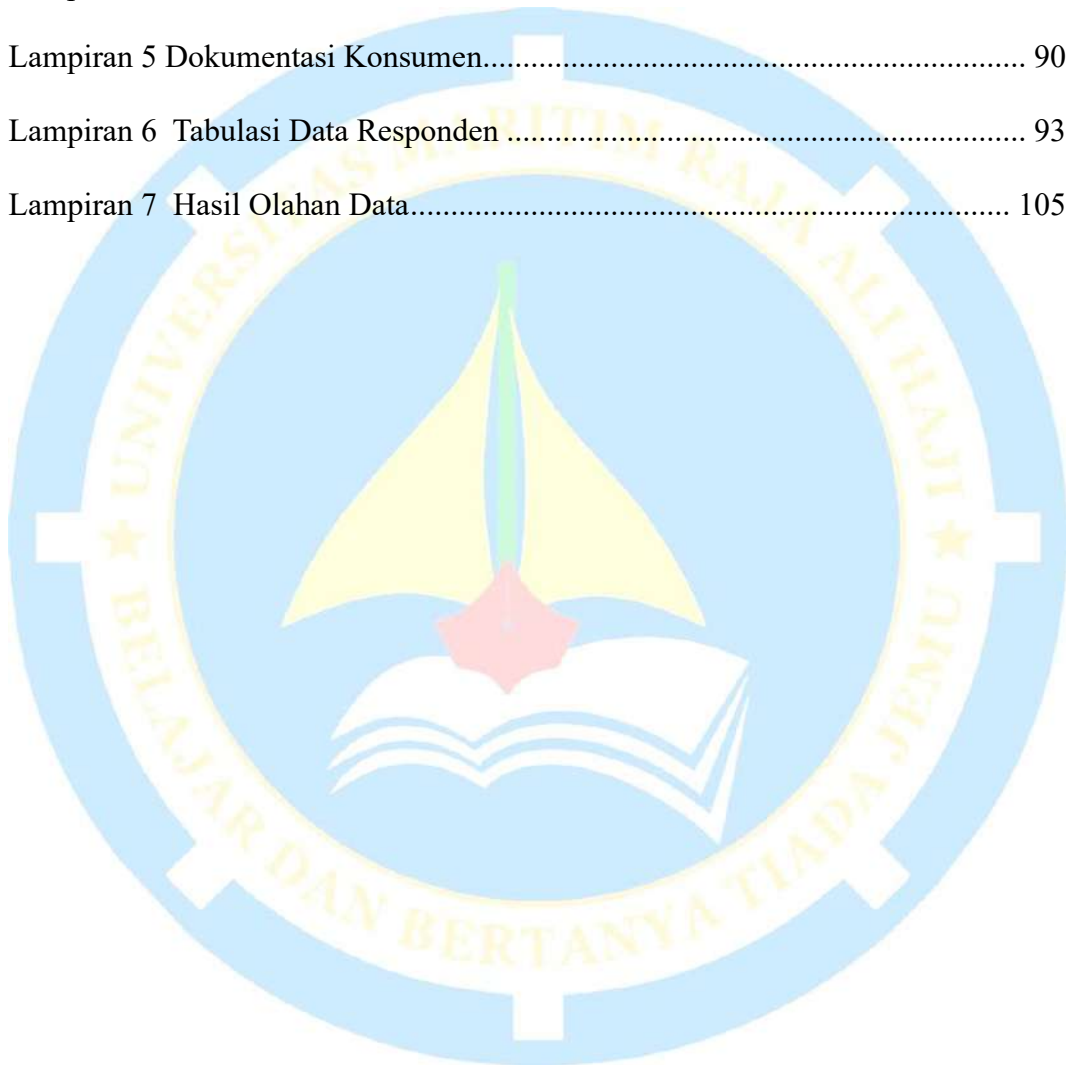 Lampiran 5 Dokumentasi Konsumen.................................................................. 90
Lampiran 6  Tabulasi Data Responden ............................................................... 93
Lampiran 7  Hasil Olahan Data.......................................................................... 105
UNIVERSITAS MARITIM RAJA ALI HAJI
BELAJAR DAN BERTANYA TIADA JEMU